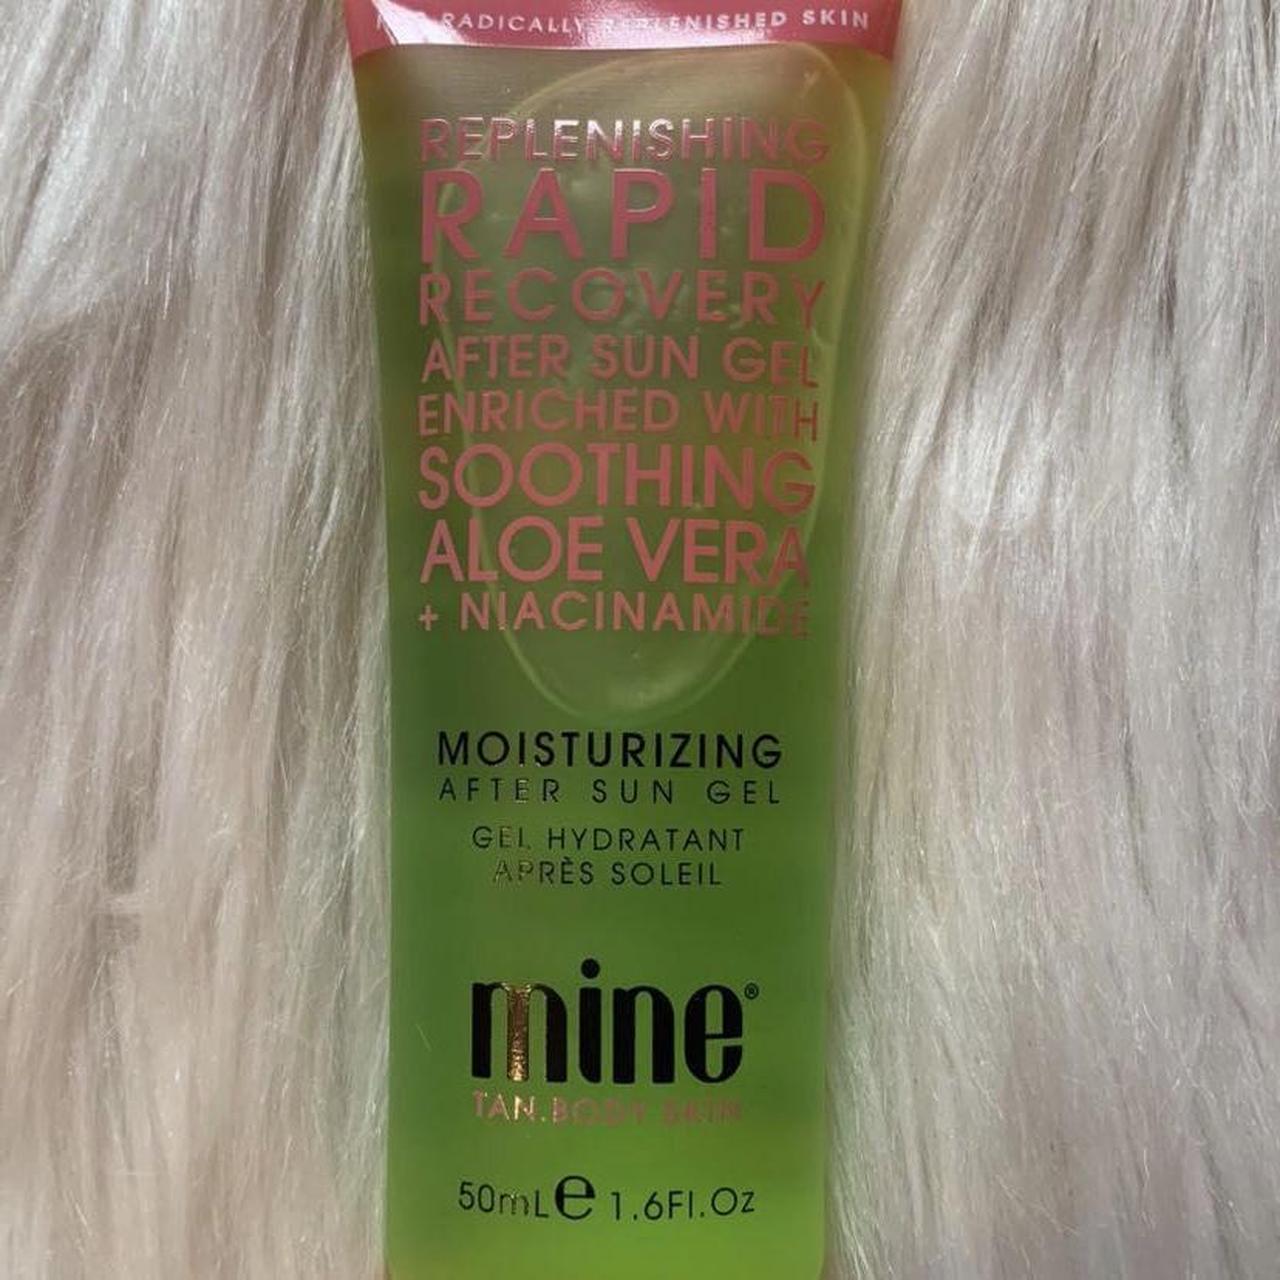 RADICALLY REPLENISHED SKIN
REPLENISHING
RAPID
RECOVERY
AFTER SUN GEL
ENRICHED WITH
SOOTHING
ALOE VERA
+ NIACINAMIDE
MOISTURIZING
AFTER SUN GEL
GEL HYDRATANT
APRÈS SOLEIL
mine®
TAN.BODY SKIN
50mLe 1.6Fl.Oz